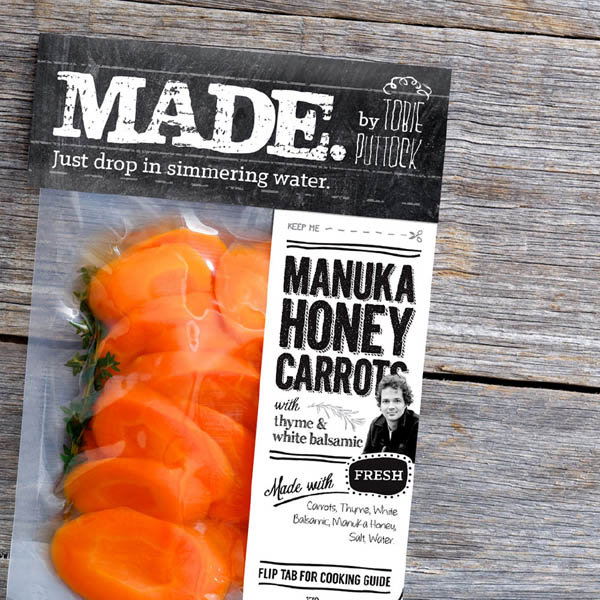 MADE.
by TOBIE
PUTTOCK
Just drop in simmering water.
KEEP ME
MANUKA
HONEY
CARROTS
with
thyme &
white balsamic
Made with FRESH
Carrots, Thyme, White
Balsamic, Manuka Honey,
Salt, Water.
FLIP TAB FOR COOKING GUIDE